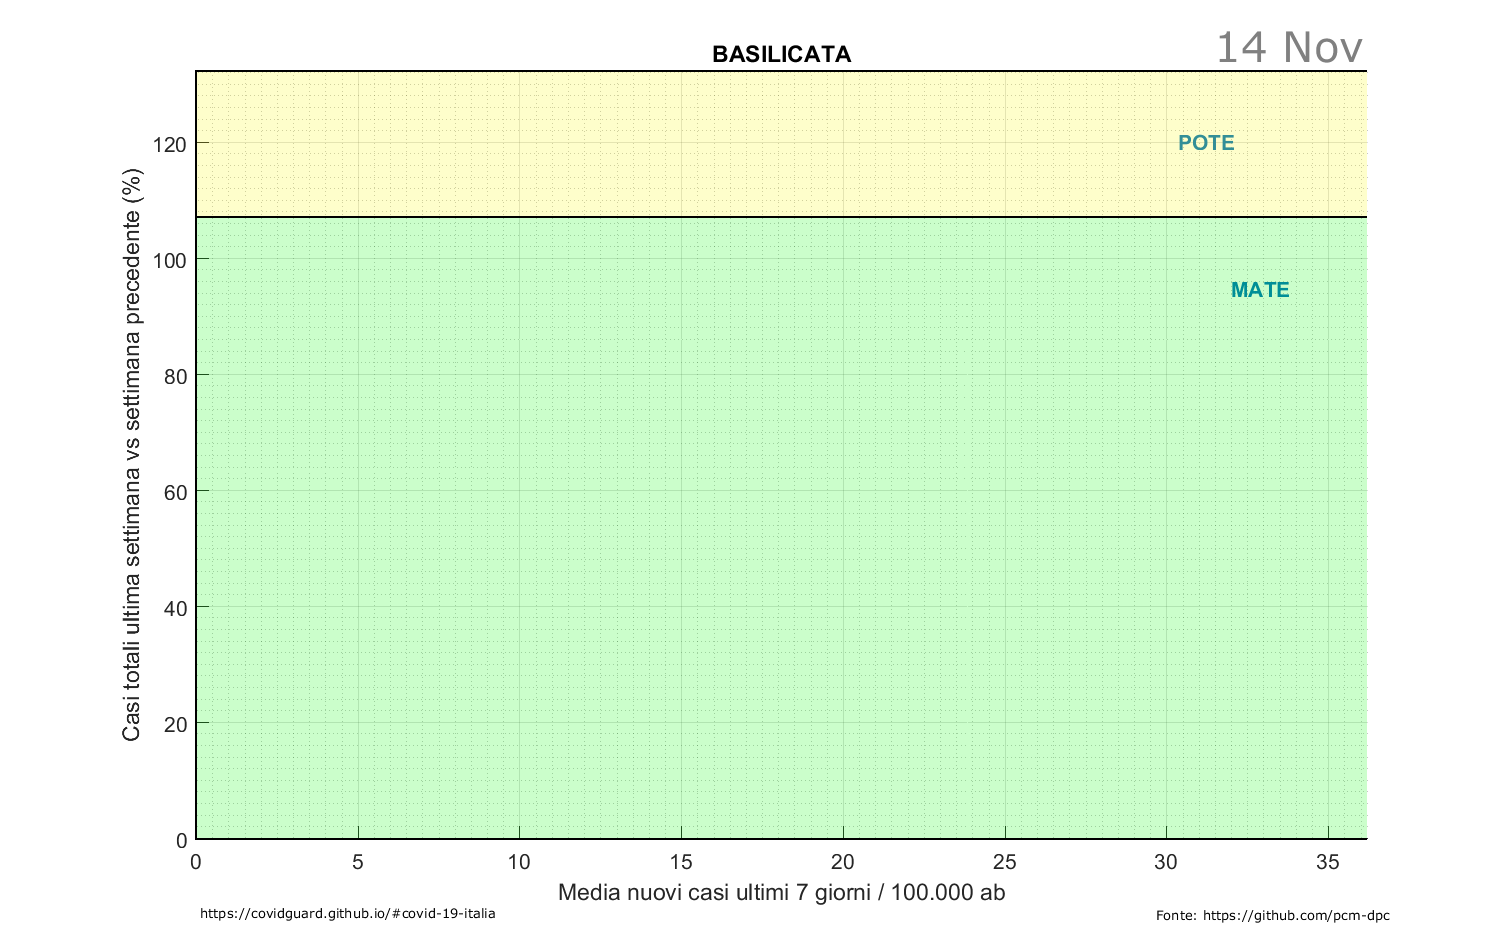 14 Nov
BASILICATA
Casi totali ultima settimana vs settimana precedente (%)
120
100
80
60
40
20
0
POTE
MATE
0 5 10 15 20 25 30 35
Media nuovi casi ultimi 7 giorni / 100.000 ab
https://covidguard.github.io/#covid-19-italia
Fonte: https://github.com/pcm-dpc